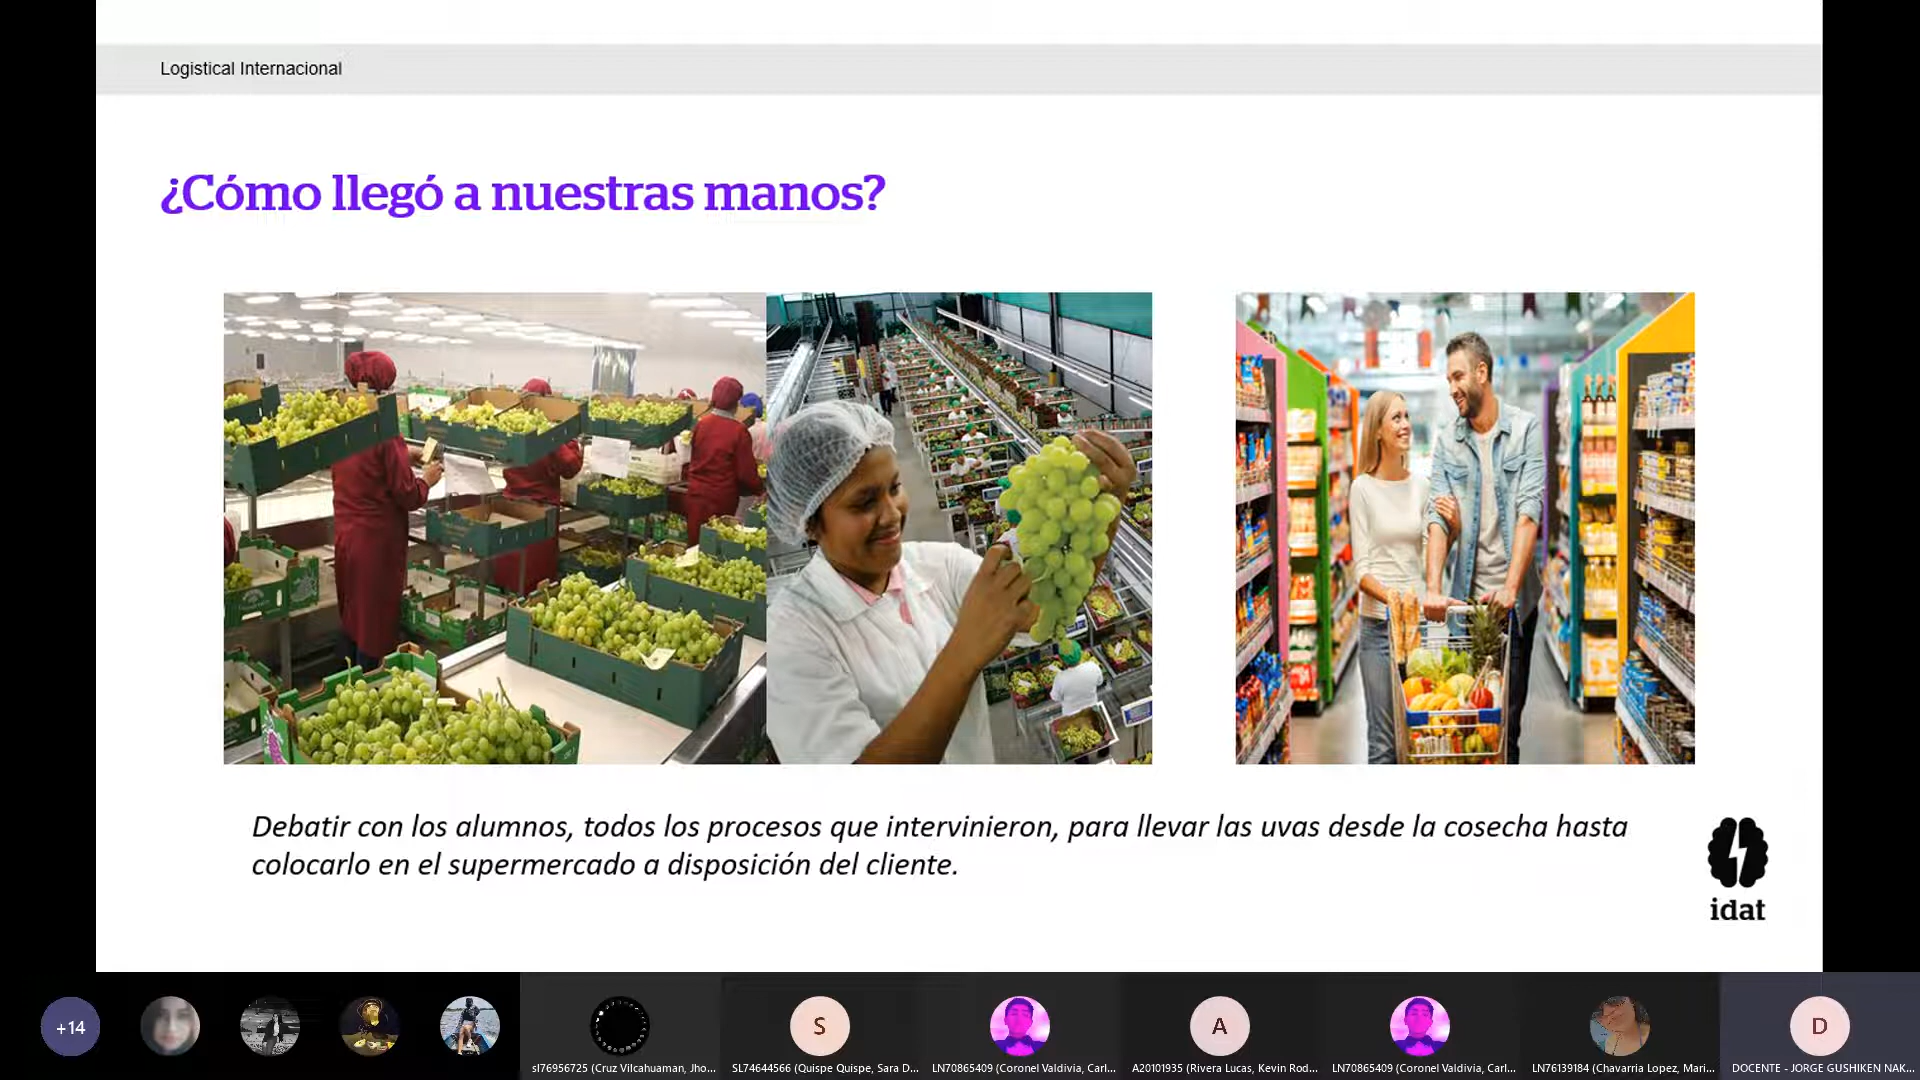 Logistical Internacional
¿Cómo llegó a nuestras manos?
Debatir con los alumnos, todos los procesos que intervinieron, para llevar las uvas desde la cosecha hasta
colocarlo en el supermercado a disposición del cliente.
idat
+14
S
A
D
sl76956725 (Cruz Vilcahuaman, Jho...
SL74644566 (Quispe Quispe, Sara D...
LN70865409 (Coronel Valdivia, Carl...
A20101935 (Rivera Lucas, Kevin Rod...
LN70865409 (Coronel Valdivia, Carl...
LN76139184 (Chavarria Lopez, Mari...
DOCENTE - JORGE GUSHIKEN NAK...